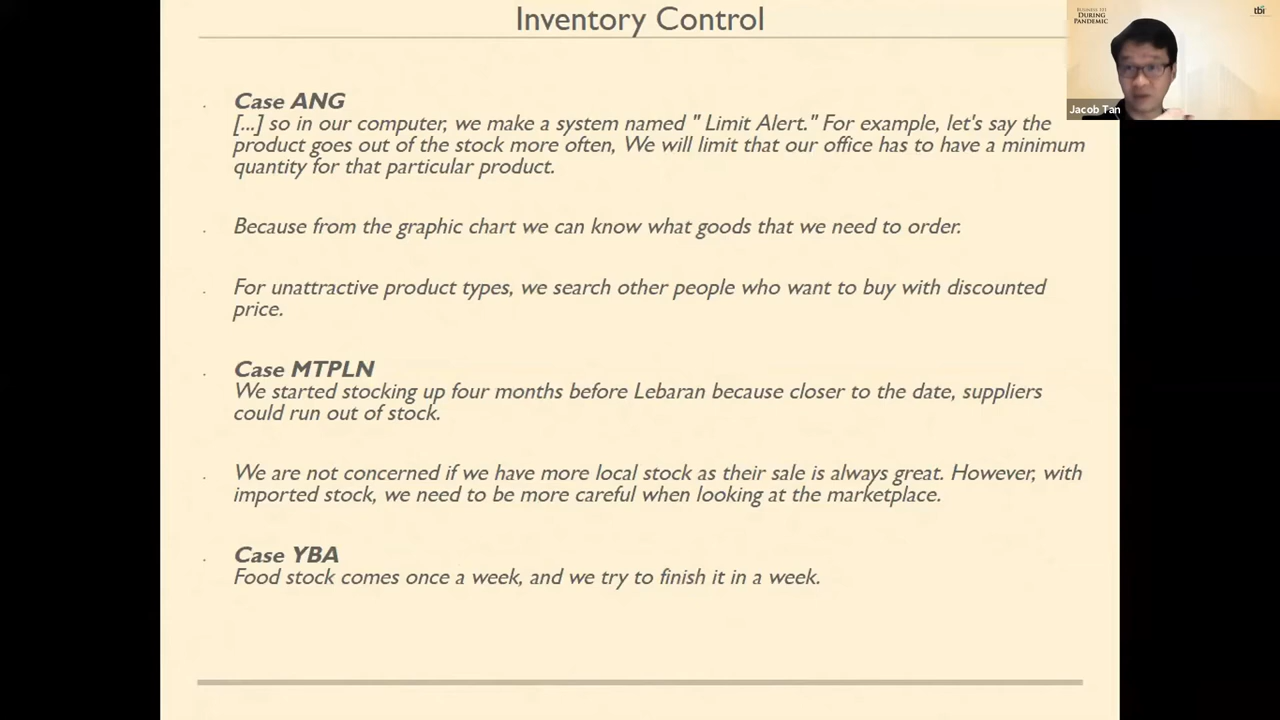 Inventory Control
BUSINESS 101
DURING
PANDEMIC
tbi
Jacob Tan
Case ANG
[...] so in our computer, we make a system named " Limit Alert." For example, let's say the
product goes out of the stock more often, We will limit that our office has to have a minimum
quantity for that particular product.
Because from the graphic chart we can know what goods that we need to order.
For unattractive product types, we search other people who want to buy with discounted
price.
Case MTPLN
We started stocking up four months before Lebaran because closer to the date, suppliers
could run out of stock.
We are not concerned if we have more local stock as their sale is always great. However, with
imported stock, we need to be more careful when looking at the marketplace.
Case YBA
Food stock comes once a week, and we try to finish it in a week.